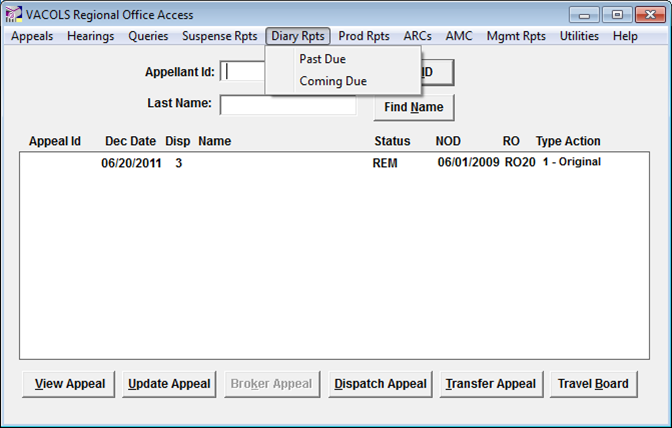 VACOLS Regional Office Access
Appeals Hearings Queries Suspense Rpts Diary Rpts Prod Rpts ARCs AMC Mgmt Rpts Utilities Help
Past Due
Coming Due
Appellant Id: ID
Last Name: Find Name
Appeal Id Dec Date Disp Name Status NOD RO Type Action
06/20/2011 3 REM 06/01/2009 RO20 1 - Original
View Appeal Update Appeal Broker Appeal Dispatch Appeal Transfer Appeal Travel Board